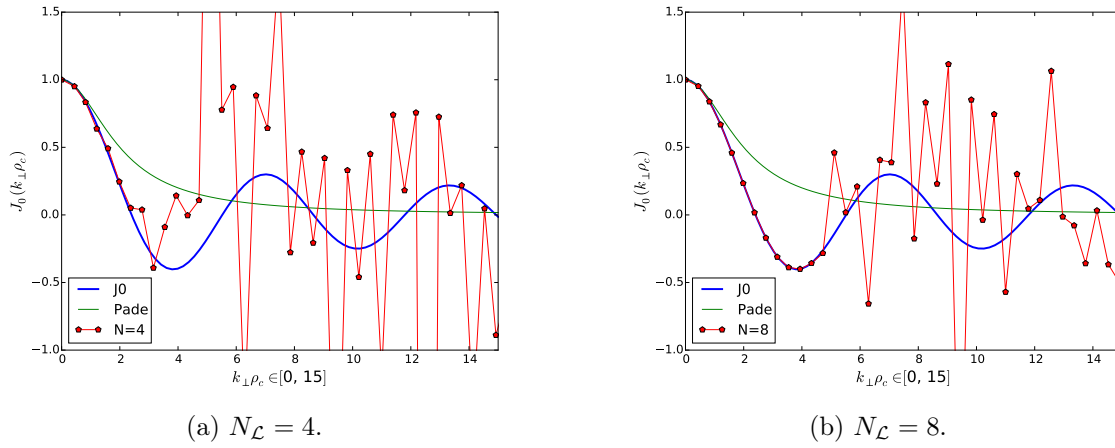 1.5
1.0
0.5
0.0
−0.5
−1.0
J₀(k⊥ρc)
J0
Pade
N=4
0 2 4 6 8 10 12 14
k⊥ρc ∈[0, 15]
(a) N_ℒ = 4.
1.5
1.0
0.5
0.0
−0.5
−1.0
J₀(k⊥ρc)
J0
Pade
N=8
0 2 4 6 8 10 12 14
k⊥ρc ∈[0, 15]
(b) N_ℒ = 8.